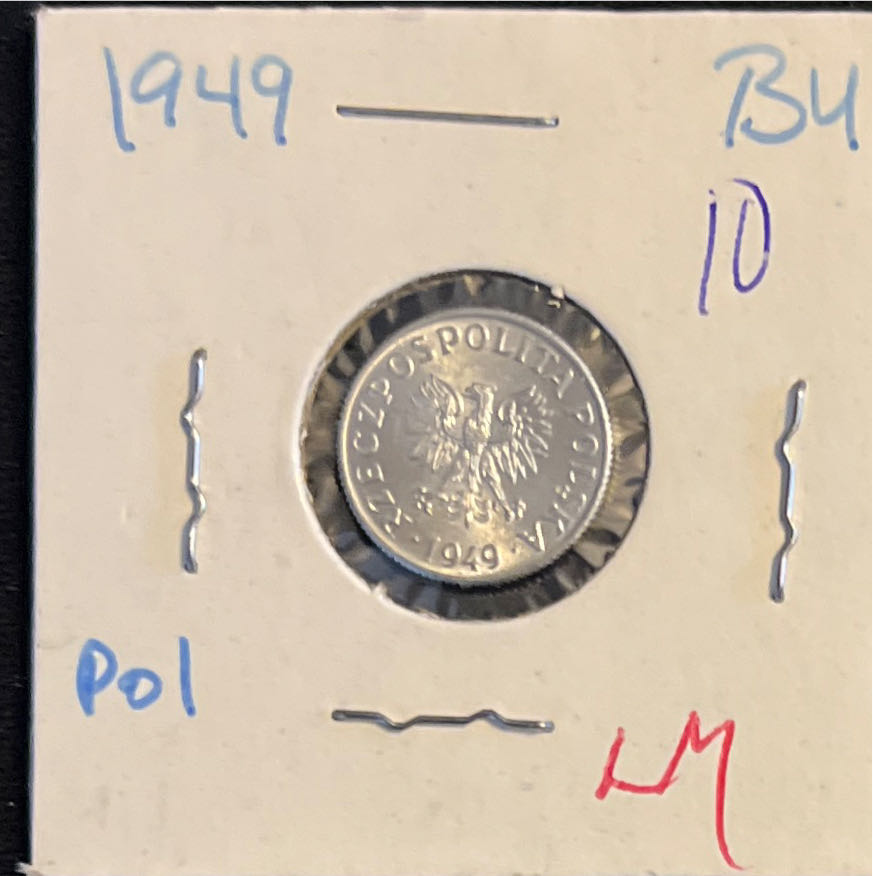 1949
BU
10
RZECZPOSPOLITA POLSKA
· 1949 ·
Pol
LM